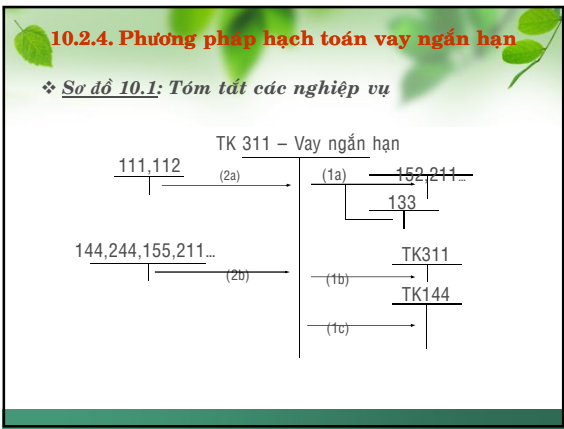 10.2.4. Phương pháp hạch toán vay ngắn hạn
❖ Sơ đồ 10.1: Tóm tắt các nghiệp vụ
TK 311 – Vay ngắn hạn
111,112
(2a)
(1a)
152,211...
133
144,244,155,211...
(2b)
TK311
(1b)
TK144
(1c)